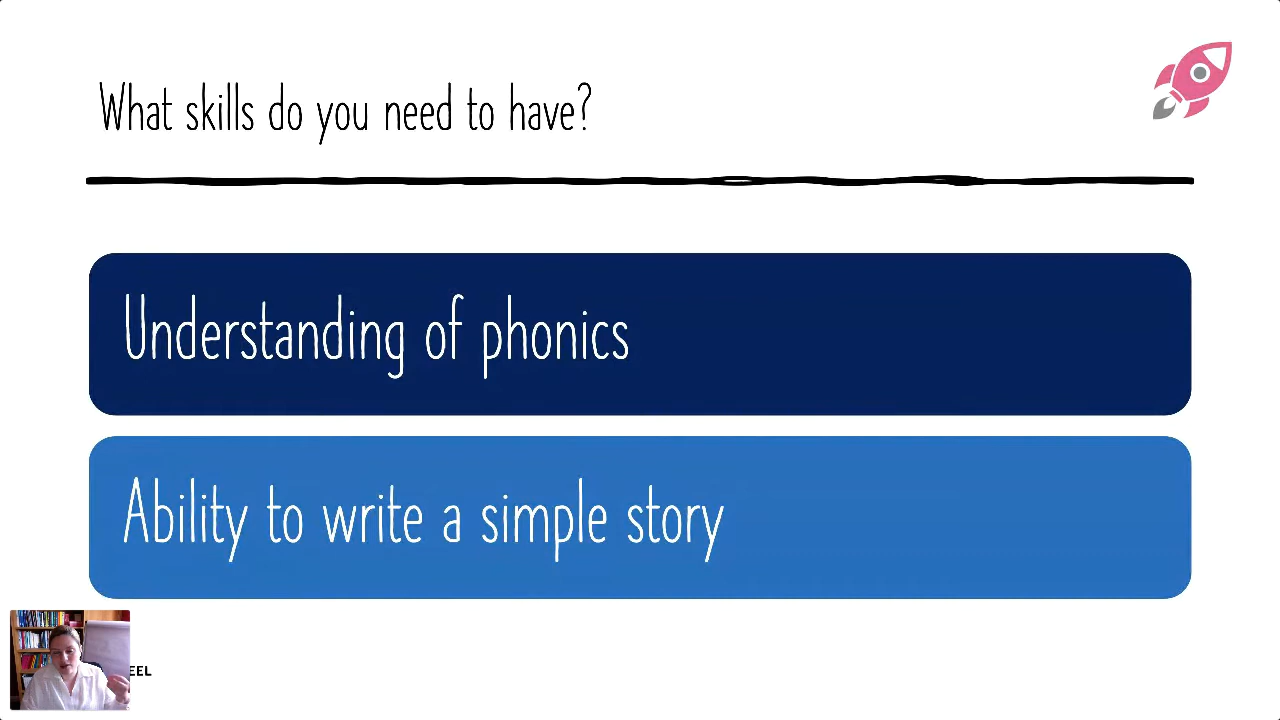 What skills do you need to have?
Understanding of phonics
Ability to write a simple story